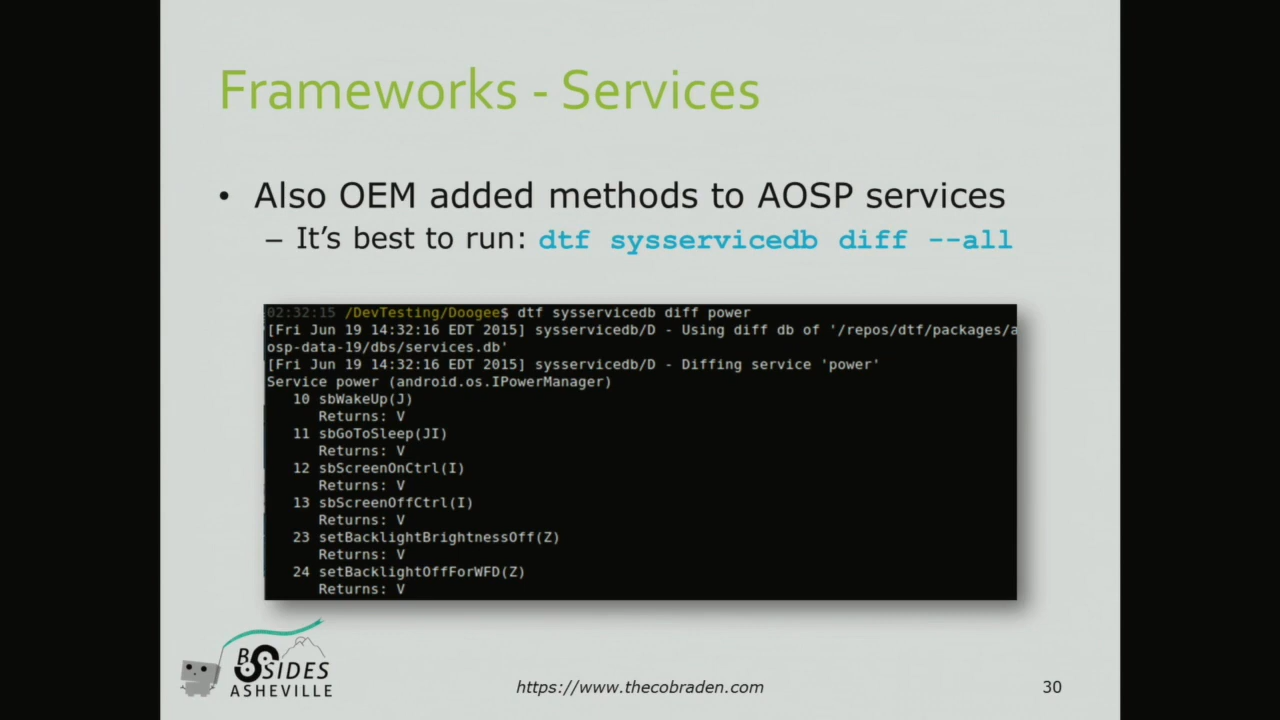 Frameworks - Services
• Also OEM added methods to AOSP services
– It's best to run: dtf sysservicedb diff --all
02:32:15 /DevTesting/Doogee$ dtf sysservicedb diff power
[Fri Jun 19 14:32:16 EDT 2015] sysservicedb/D - Using diff db of '/repos/dtf/packages/a
osp-data-19/dbs/services.db'
[Fri Jun 19 14:32:16 EDT 2015] sysservicedb/D - Diffing service 'power'
Service power (android.os.IPowerManager)
10 sbWakeUp(J)
Returns: V
11 sbGoToSleep(JI)
Returns: V
12 sbScreenOnCtrl(I)
Returns: V
13 sbScreenOffCtrl(I)
Returns: V
23 setBacklightBrightnessOff(Z)
Returns: V
24 setBacklightOffForWFD(Z)
Returns: V
BSIDES
ASHEVILLE
https://www.thecobraden.com
30